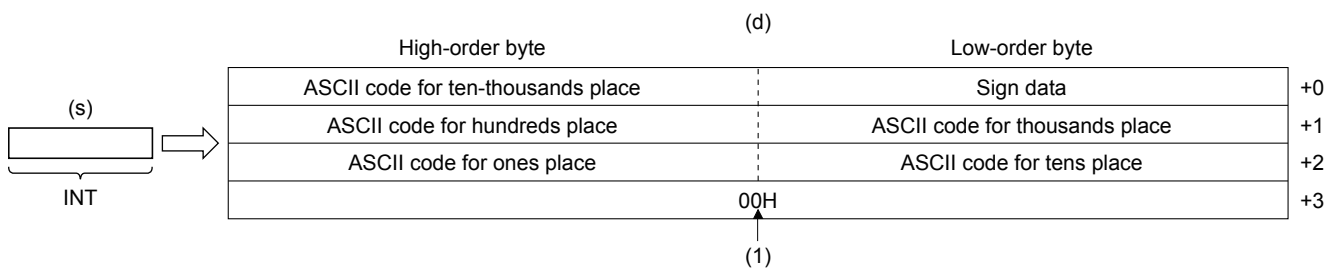 (d)
High-order byte Low-order byte
ASCII code for ten-thousands place Sign data +0
(s)
ASCII code for hundreds place ASCII code for thousands place +1
ASCII code for ones place ASCII code for tens place +2
INT
00H +3
(1)